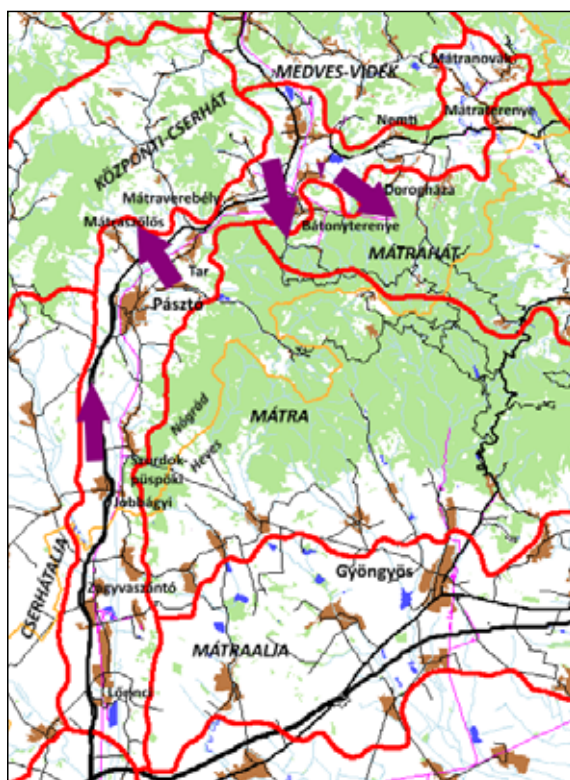 MEDVES-VIDÉK
Mátranovák
Mátraterenye
Nemti
KÖZPONTI-CSERHÁT
Dorogháza
Mátraverebély
Mátraszőlős
Bátonyterenye
MÁTRAHÁT
Tar
Pásztó
MÁTRA
Nógrád
Heves
Szurdok-
püspöki
Jobbágyi
CSERHÁTALJA
Gyöngyös
Zagyvaszántó
MÁTRAALJA
Lőrinci